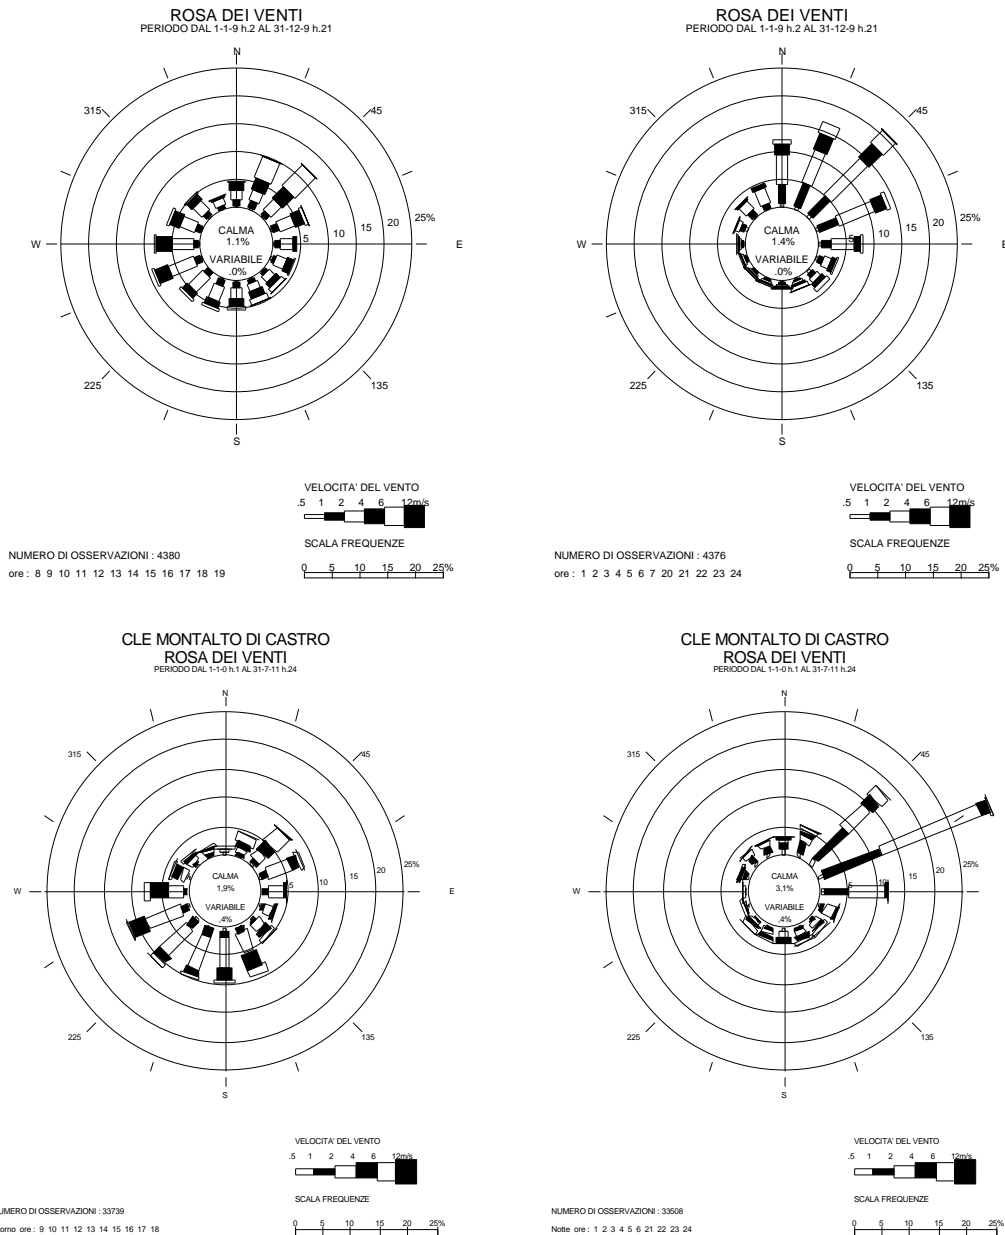 ROSA DEI VENTI
PERIODO DAL 1-1-9 h.2 AL 31-12-9 h.21
N
315
45
CALMA
1.1%
VARIABILE
.0%
5
10
15
20
25%
W
E
225
135
S
VELOCITA' DEL VENTO
.5 1 2 4 6 12m/s
SCALA FREQUENZE
0 5 10 15 20 25%
NUMERO DI OSSERVAZIONI : 4380
ore : 8 9 10 11 12 13 14 15 16 17 18 19
ROSA DEI VENTI
PERIODO DAL 1-1-9 h.2 AL 31-12-9 h.21
N
315
45
CALMA
1.4%
VARIABILE
.0%
5
10
15
20
25%
W
E
225
135
S
VELOCITA' DEL VENTO
.5 1 2 4 6 12m/s
SCALA FREQUENZE
0 5 10 15 20 25%
NUMERO DI OSSERVAZIONI : 4376
ore : 1 2 3 4 5 6 7 20 21 22 23 24
CLE MONTALTO DI CASTRO
ROSA DEI VENTI
PERIODO DAL 1-1-0 h.1 AL 31-7-11 h.24
N
315
45
CALMA
1,9%
VARIABILE
,4%
5
10
15
20
25%
W
E
225
135
S
VELOCITA' DEL VENTO
.5 1 2 4 6 12m/s
SCALA FREQUENZE
0 5 10 15 20 25%
UMERO DI OSSERVAZIONI : 33739
orno ore : 9 10 11 12 13 14 15 16 17 18
CLE MONTALTO DI CASTRO
ROSA DEI VENTI
PERIODO DAL 1-1-0 h.1 AL 31-7-11 h.24
N
315
45
CALMA
3,1%
VARIABILE
,4%
5
10
15
20
25%
W
E
225
135
S
VELOCITA' DEL VENTO
.5 1 2 4 6 12m/s
SCALA FREQUENZE
0 5 10 15 20 25%
NUMERO DI OSSERVAZIONI : 33508
Notte ore : 1 2 3 4 5 6 21 22 23 24